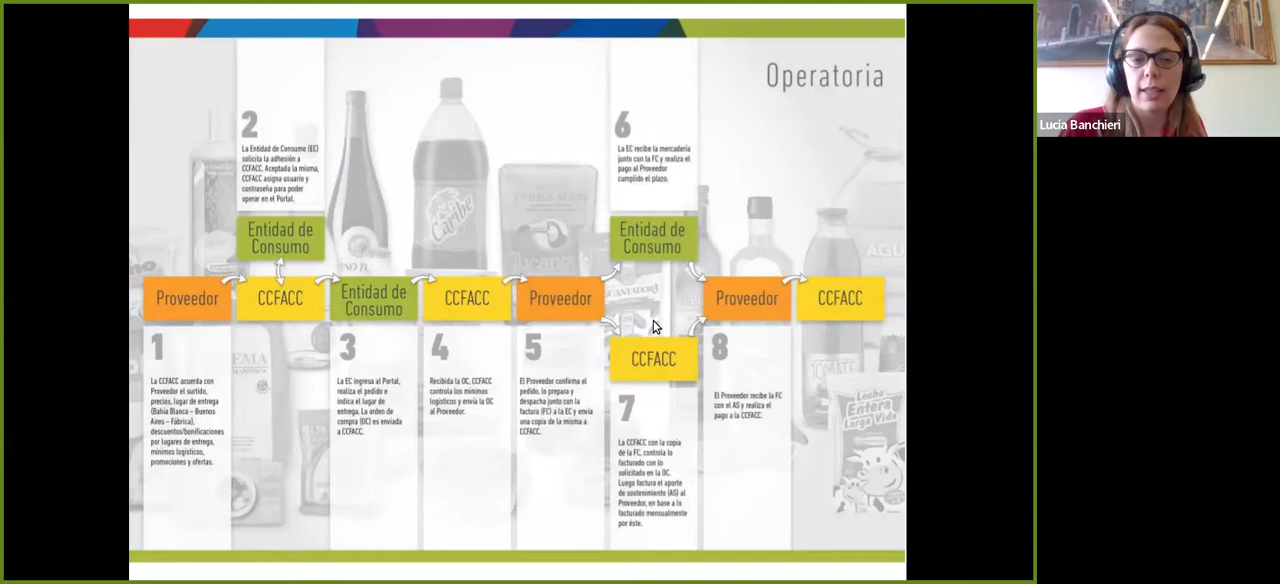 Operatoria
2
La Entidad de Consumo (EC)
solicita la adhesión a
CCFACC. Aceptada la misma,
CCFACC asigna usuario y
contraseña para poder
operar en el Portal.
6
La EC recibe la mercadería
junto con la FC y realiza el
pago al Proveedor
cumplido el plazo.
Entidad de
Consumo
Entidad de
Consumo
Proveedor
CCFACC
Entidad de
Consumo
CCFACC
Proveedor
Proveedor
CCFACC
CCFACC
1
La CCFACC acuerda con
Proveedor el surtido,
precios, lugar de entrega
(Bahía Blanca – Buenos
Aires – Fábrica),
descuentos/bonificaciones
por lugares de entrega,
mínimos logísticos,
promociones y ofertas.
3
La EC ingresa al Portal,
realiza el pedido e
indica el lugar de
entrega. La orden de
compra (OC) es enviada
a CCFACC.
4
Recibida la OC, CCFACC
controla los mínimos
logísticos y envía la OC
al Proveedor.
5
El Proveedor confirma el
pedido, lo prepara y
despacha junto con la
factura (FC) a la EC y envía
una copia de la misma a
CCFACC.
7
La CCFACC con la copia
de la FC, controla lo
facturado con lo
solicitado en la OC.
Luego factura el aporte
de sostenimiento (AS) al
Proveedor, en base a lo
facturado mensualmente
por éste.
8
El Proveedor recibe la FC
con el AS y realiza el
pago a la CCFACC.
Caribe
TOMATE
Leche
Entera
Larga Vida
Lucia Banchieri